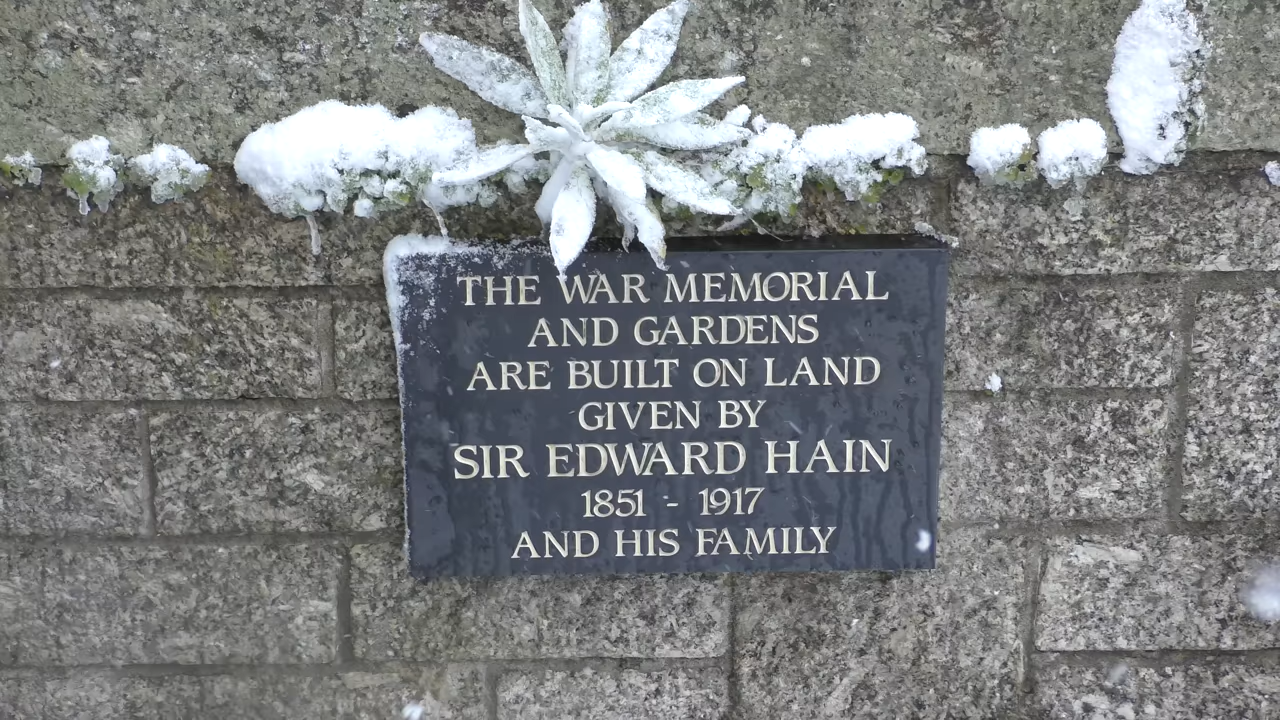 THE WAR MEMORIAL
AND GARDENS
ARE BUILT ON LAND
GIVEN BY
SIR EDWARD HAIN
1851 - 1917
AND HIS FAMILY